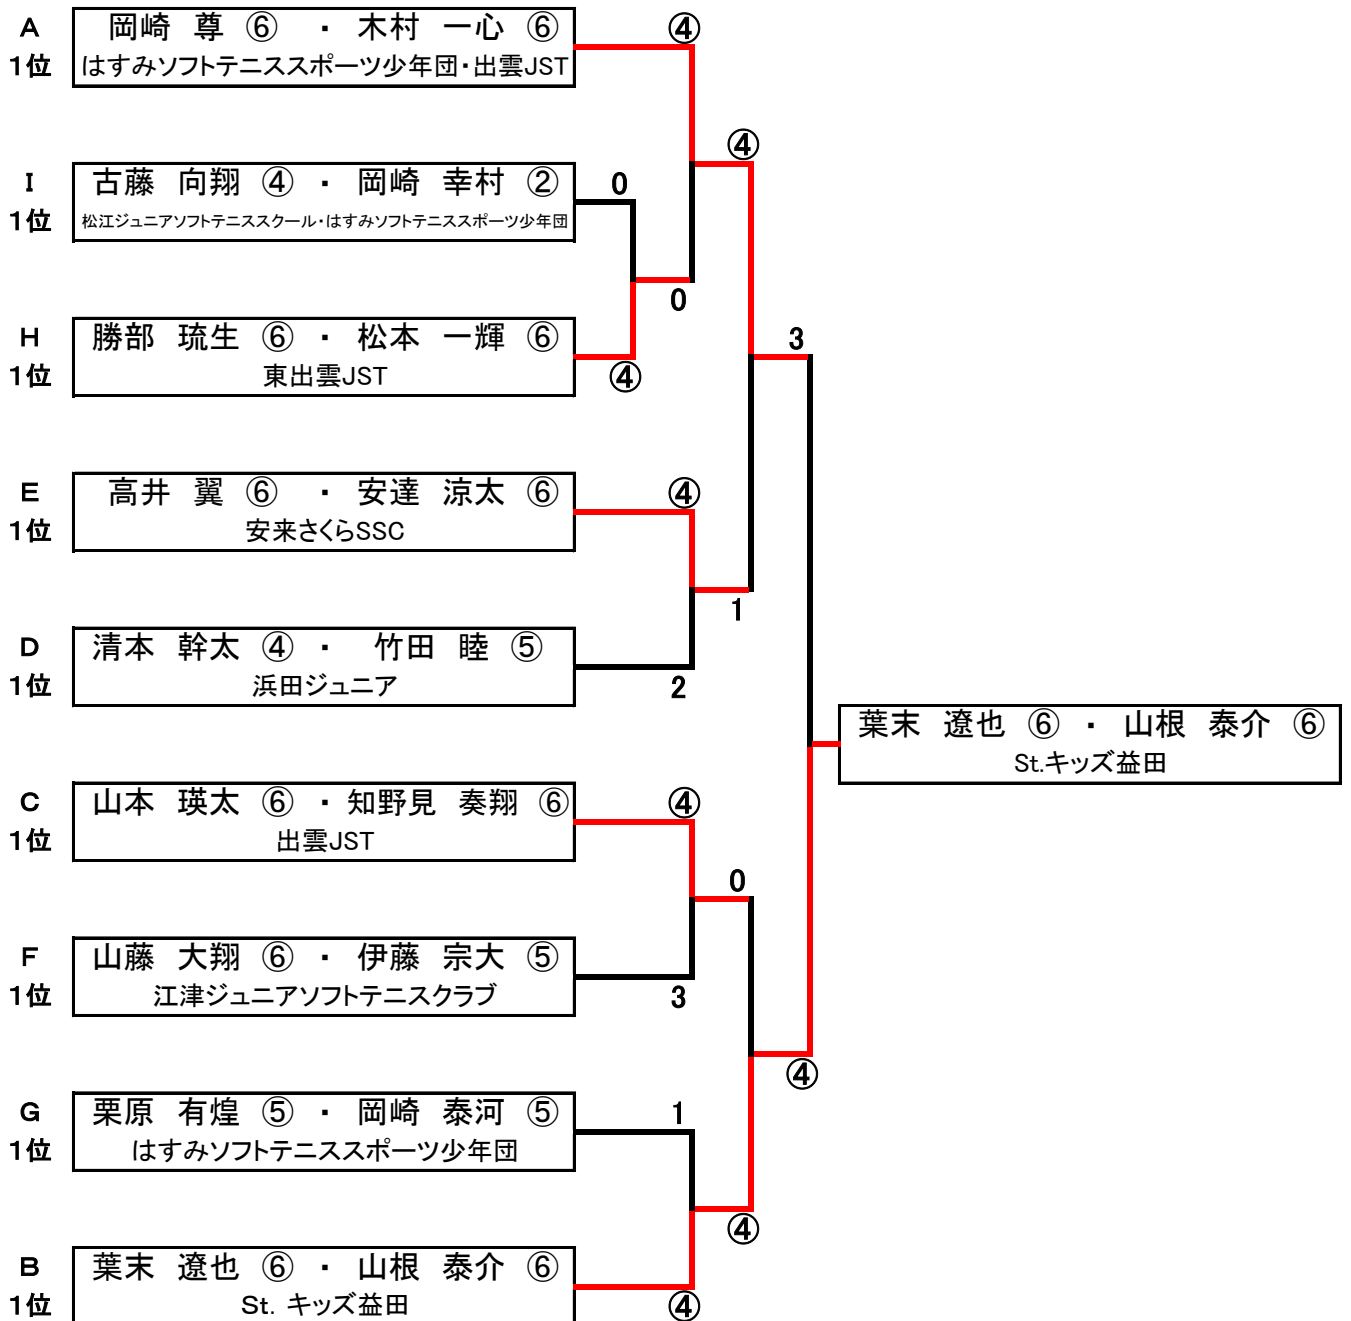 A
1位
岡崎 尊 ⑥ ・ 木村 一心 ⑥
はすみソフトテニススポーツ少年団・出雲JST
④
④
I
1位
古藤 向翔 ④ ・ 岡崎 幸村 ②
松江ジュニアソフトテニススクール・はすみソフトテニススポーツ少年団
0
0
H
1位
勝部 琉生 ⑥ ・ 松本 一輝 ⑥
東出雲JST
④
3
E
1位
高井 翼 ⑥ ・ 安達 涼太 ⑥
安来さくらSSC
④
1
D
1位
清本 幹太 ④ ・ 竹田 睦 ⑤
浜田ジュニア
2
葉末 遼也 ⑥ ・ 山根 泰介 ⑥
St.キッズ益田
C
1位
山本 瑛太 ⑥ ・ 知野見 奏翔 ⑥
出雲JST
④
0
F
1位
山藤 大翔 ⑥ ・ 伊藤 宗大 ⑤
江津ジュニアソフトテニスクラブ
3
④
G
1位
栗原 有煌 ⑤ ・ 岡崎 泰河 ⑤
はすみソフトテニススポーツ少年団
1
④
B
1位
葉末 遼也 ⑥ ・ 山根 泰介 ⑥
St. キッズ益田
④